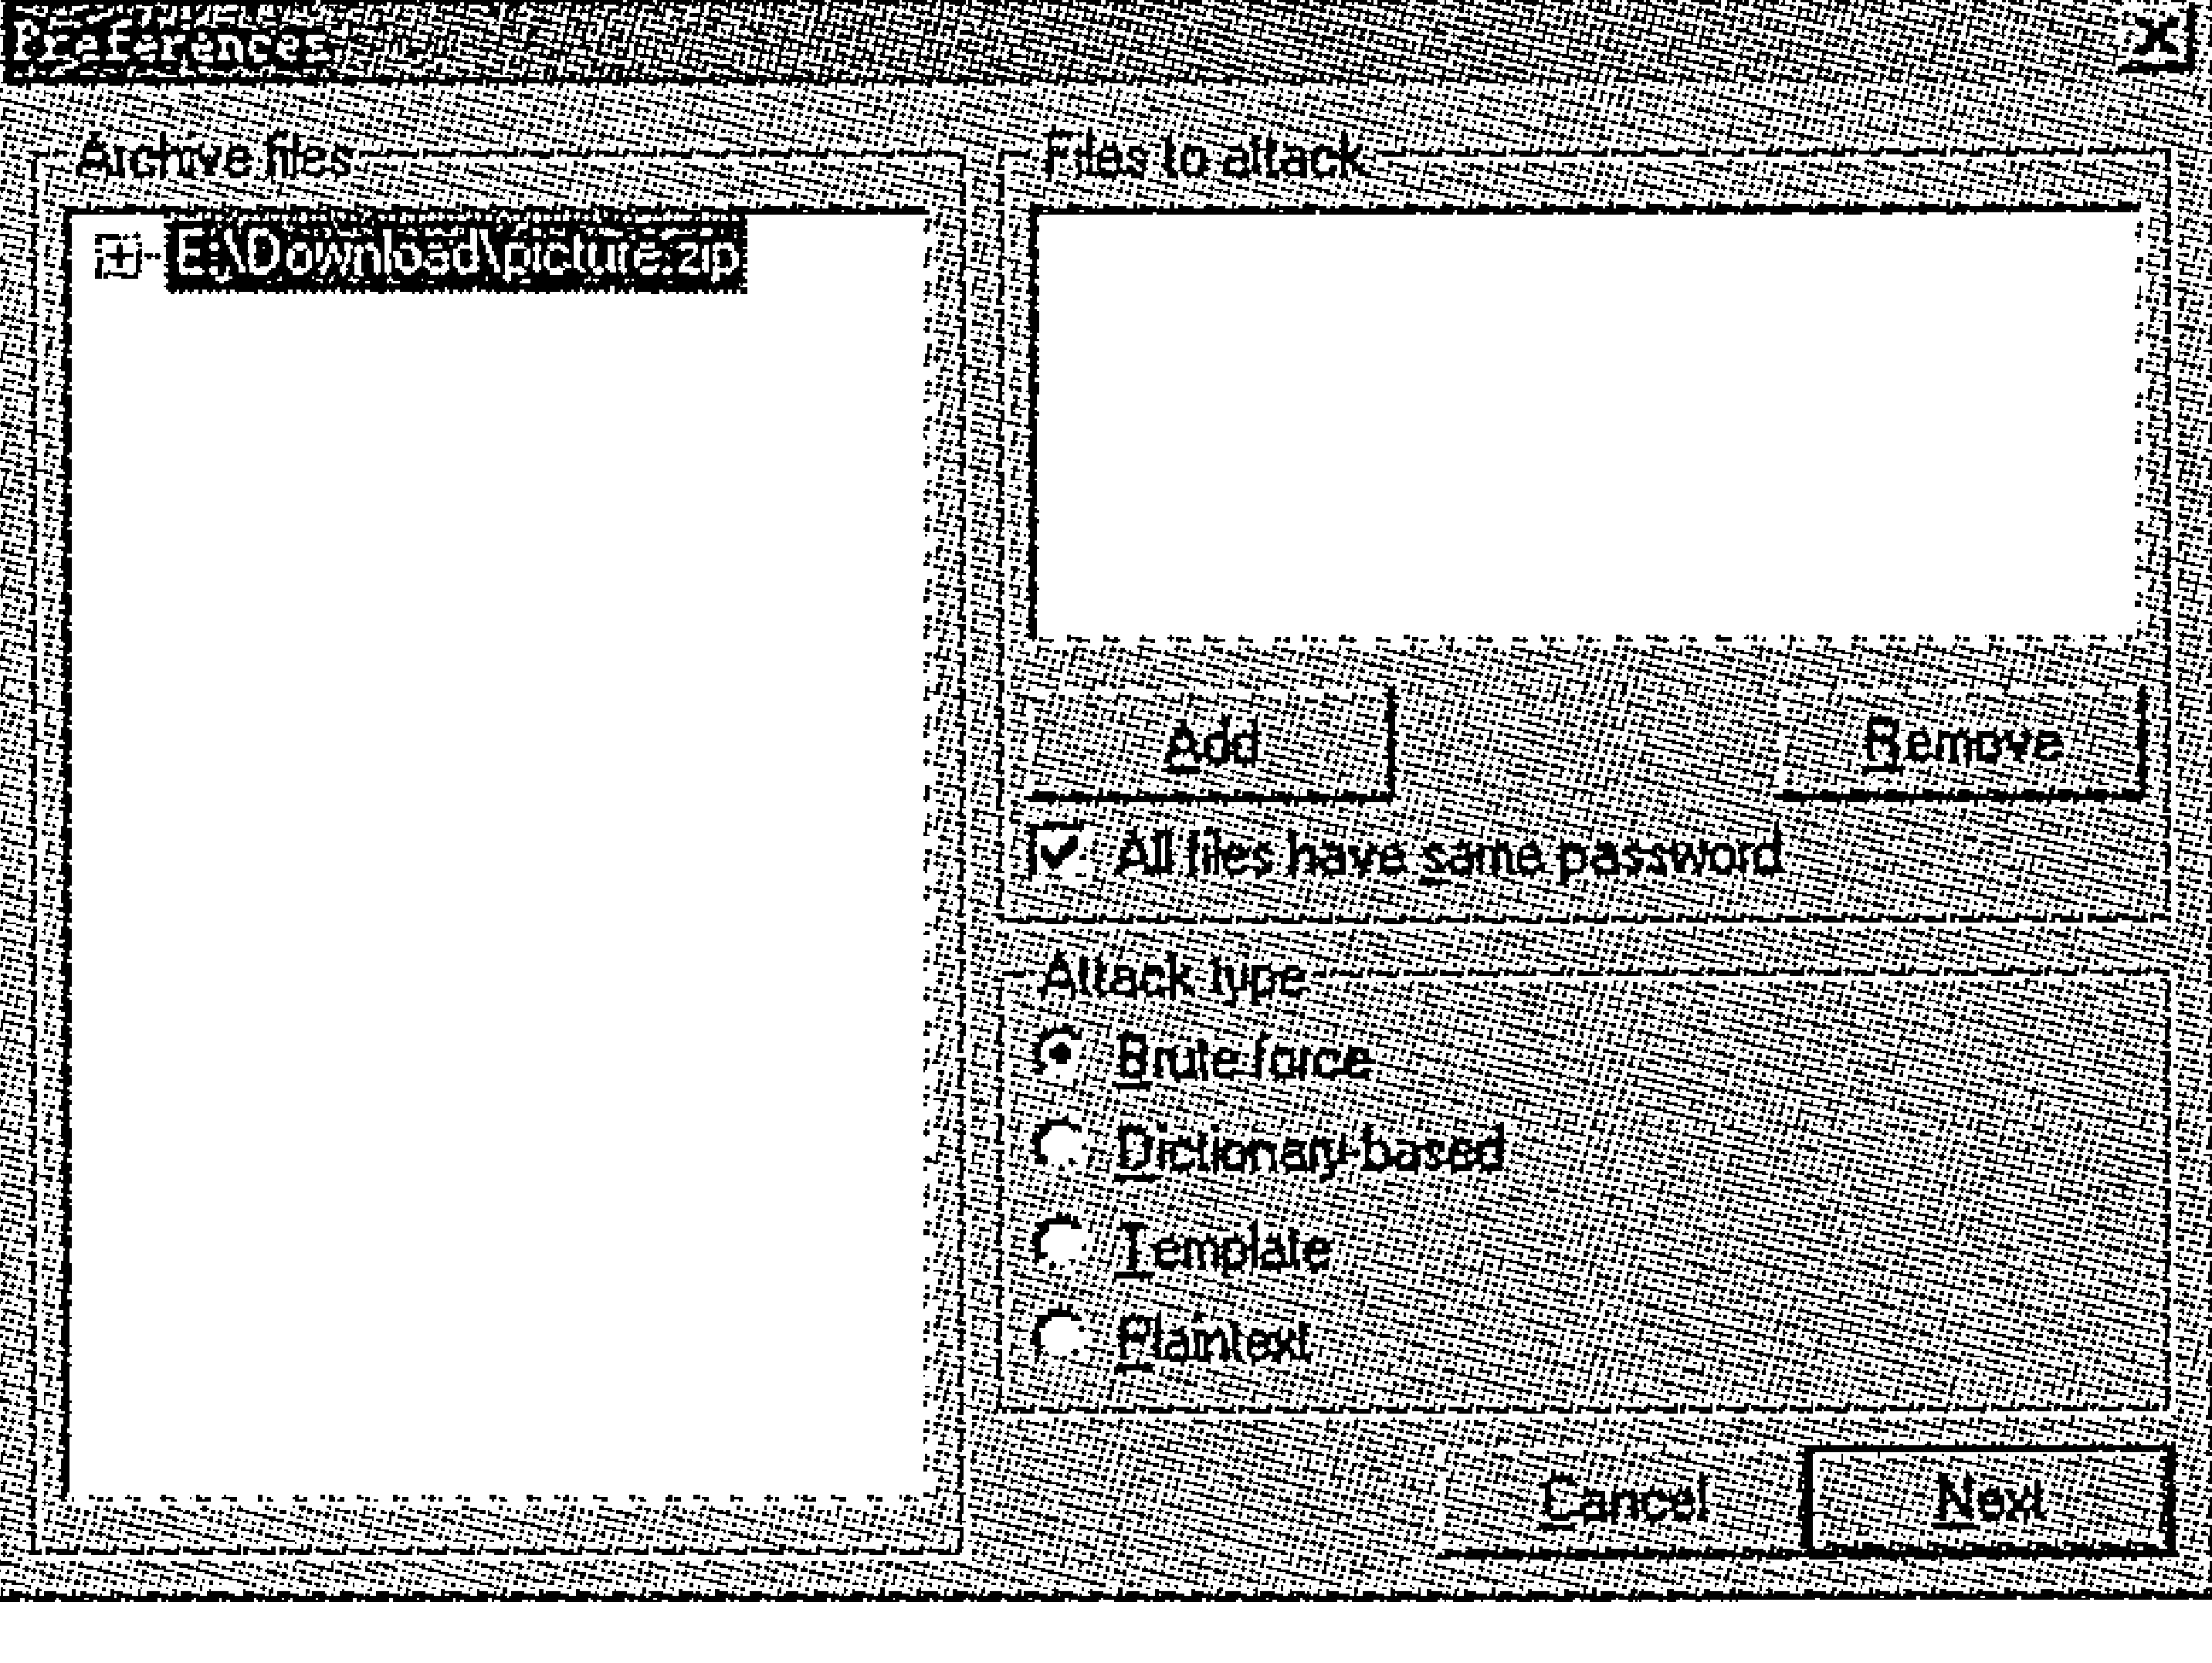 Preferences
Archive files
E:\Download\picture.zip
Files to attack
Add
Remove
All files have same password
Attack type
Brute force
Dictionary-based
Template
Plaintext
Cancel
Next